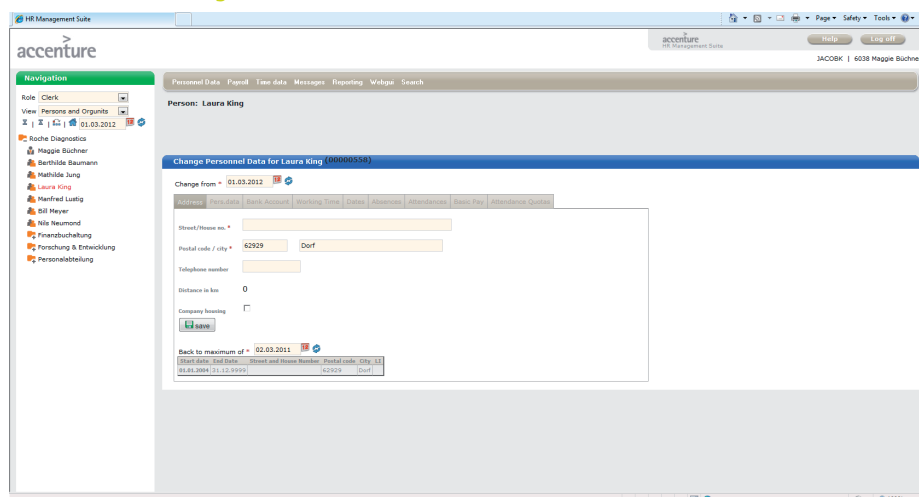 HR Management Suite
Page Safety Tools
accenture
accenture
HR Management Suite
Help Log off
JACOBK | 6038 Maggie Büchne
Navigation
Personnel Data Payroll Time data Messages Reporting Webgui Search
Role Clerk
View Persons and Orgunits
01.03.2012
Person: Laura King
Roche Diagnostics
Maggie Büchner
Berthilde Baumann
Mathilde Jung
Laura King
Manfred Lustig
Bill Meyer
Nils Neumond
Finanzbuchaltung
Forschung & Entwicklung
Personalabteilung
Change Personnel Data for Laura King (00000558)
Change from * 01.03.2012
Address Pers.data Bank Account Working Time Dates Absences Attendances Basic Pay Attendance Quotas
Street/House no. *
Postal code / city * 62929 Dorf
Telephone number
Distance in km 0
Company housing
save
Back to maximum of * 02.03.2011
Start date End Date Street and House Number Postal code City LI
01.01.2004 31.12.9999 62929 Dorf